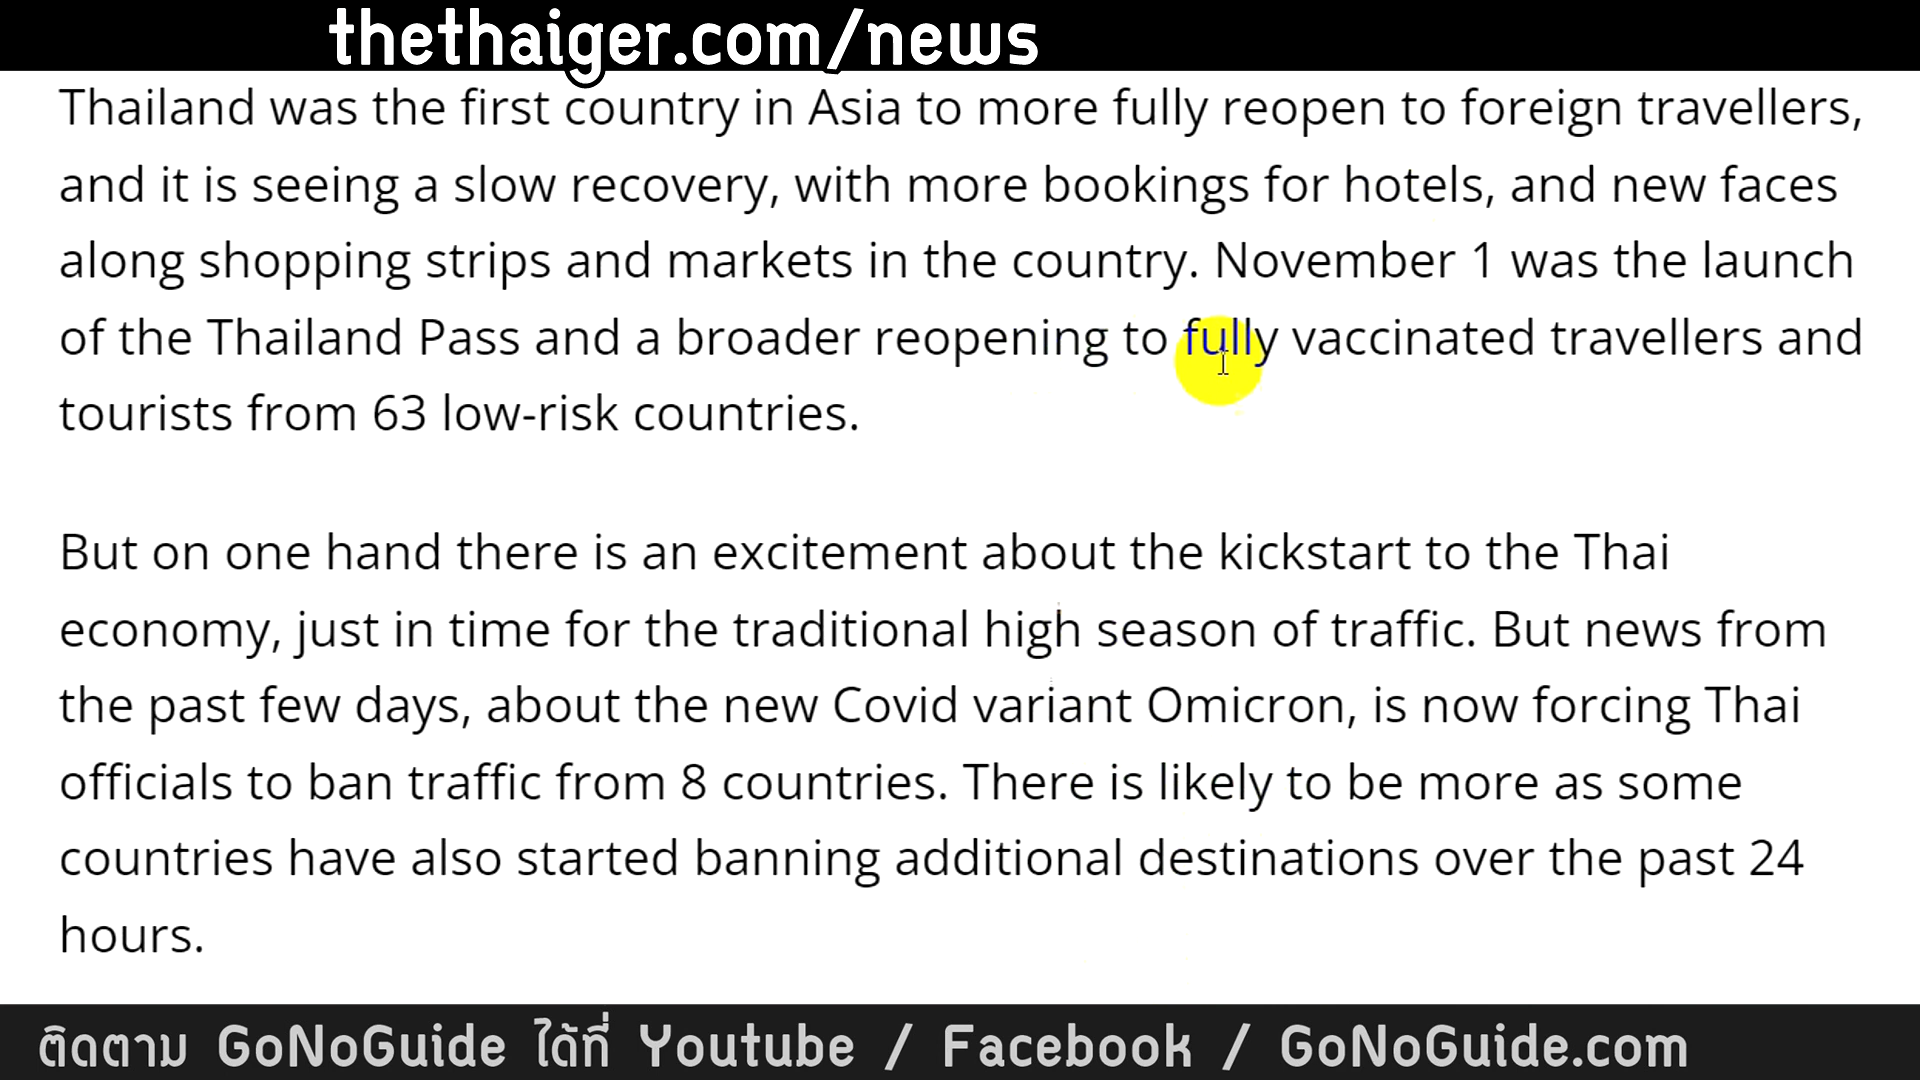 thethaiger.com/news
Thailand was the first country in Asia to more fully reopen to foreign travellers,
and it is seeing a slow recovery, with more bookings for hotels, and new faces
along shopping strips and markets in the country. November 1 was the launch
of the Thailand Pass and a broader reopening to fully vaccinated travellers and
tourists from 63 low-risk countries.
But on one hand there is an excitement about the kickstart to the Thai
economy, just in time for the traditional high season of traffic. But news from
the past few days, about the new Covid variant Omicron, is now forcing Thai
officials to ban traffic from 8 countries. There is likely to be more as some
countries have also started banning additional destinations over the past 24
hours.
ติดตาม GoNoGuide ได้ที่ Youtube / Facebook / GoNoGuide.com